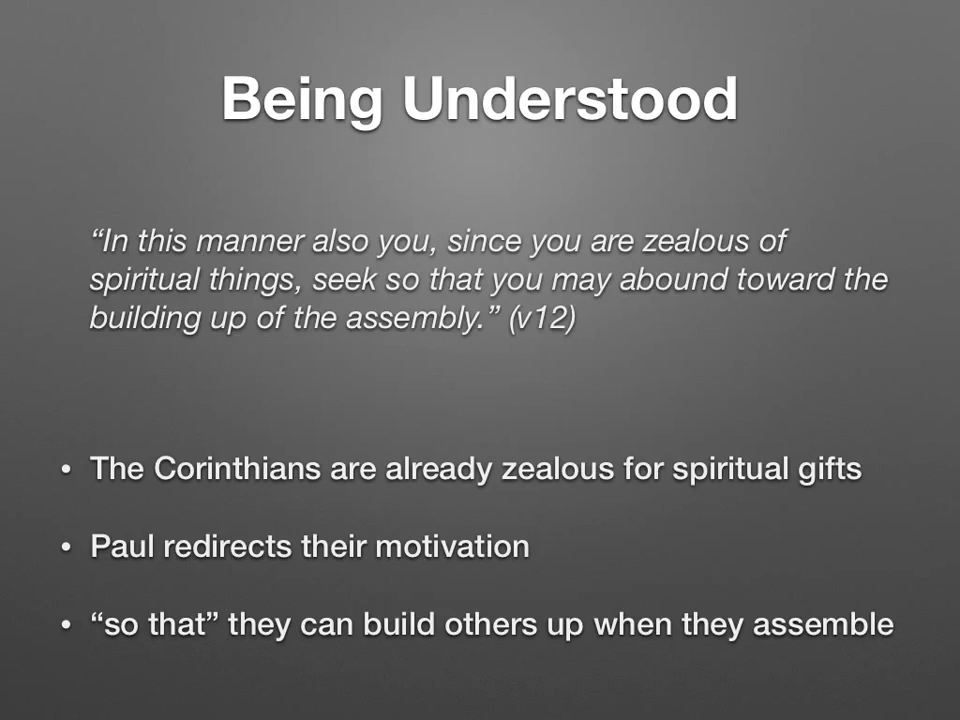 Being Understood
“In this manner also you, since you are zealous of
spiritual things, seek so that you may abound toward the
building up of the assembly.” (v12)
• The Corinthians are already zealous for spiritual gifts
• Paul redirects their motivation
• “so that” they can build others up when they assemble